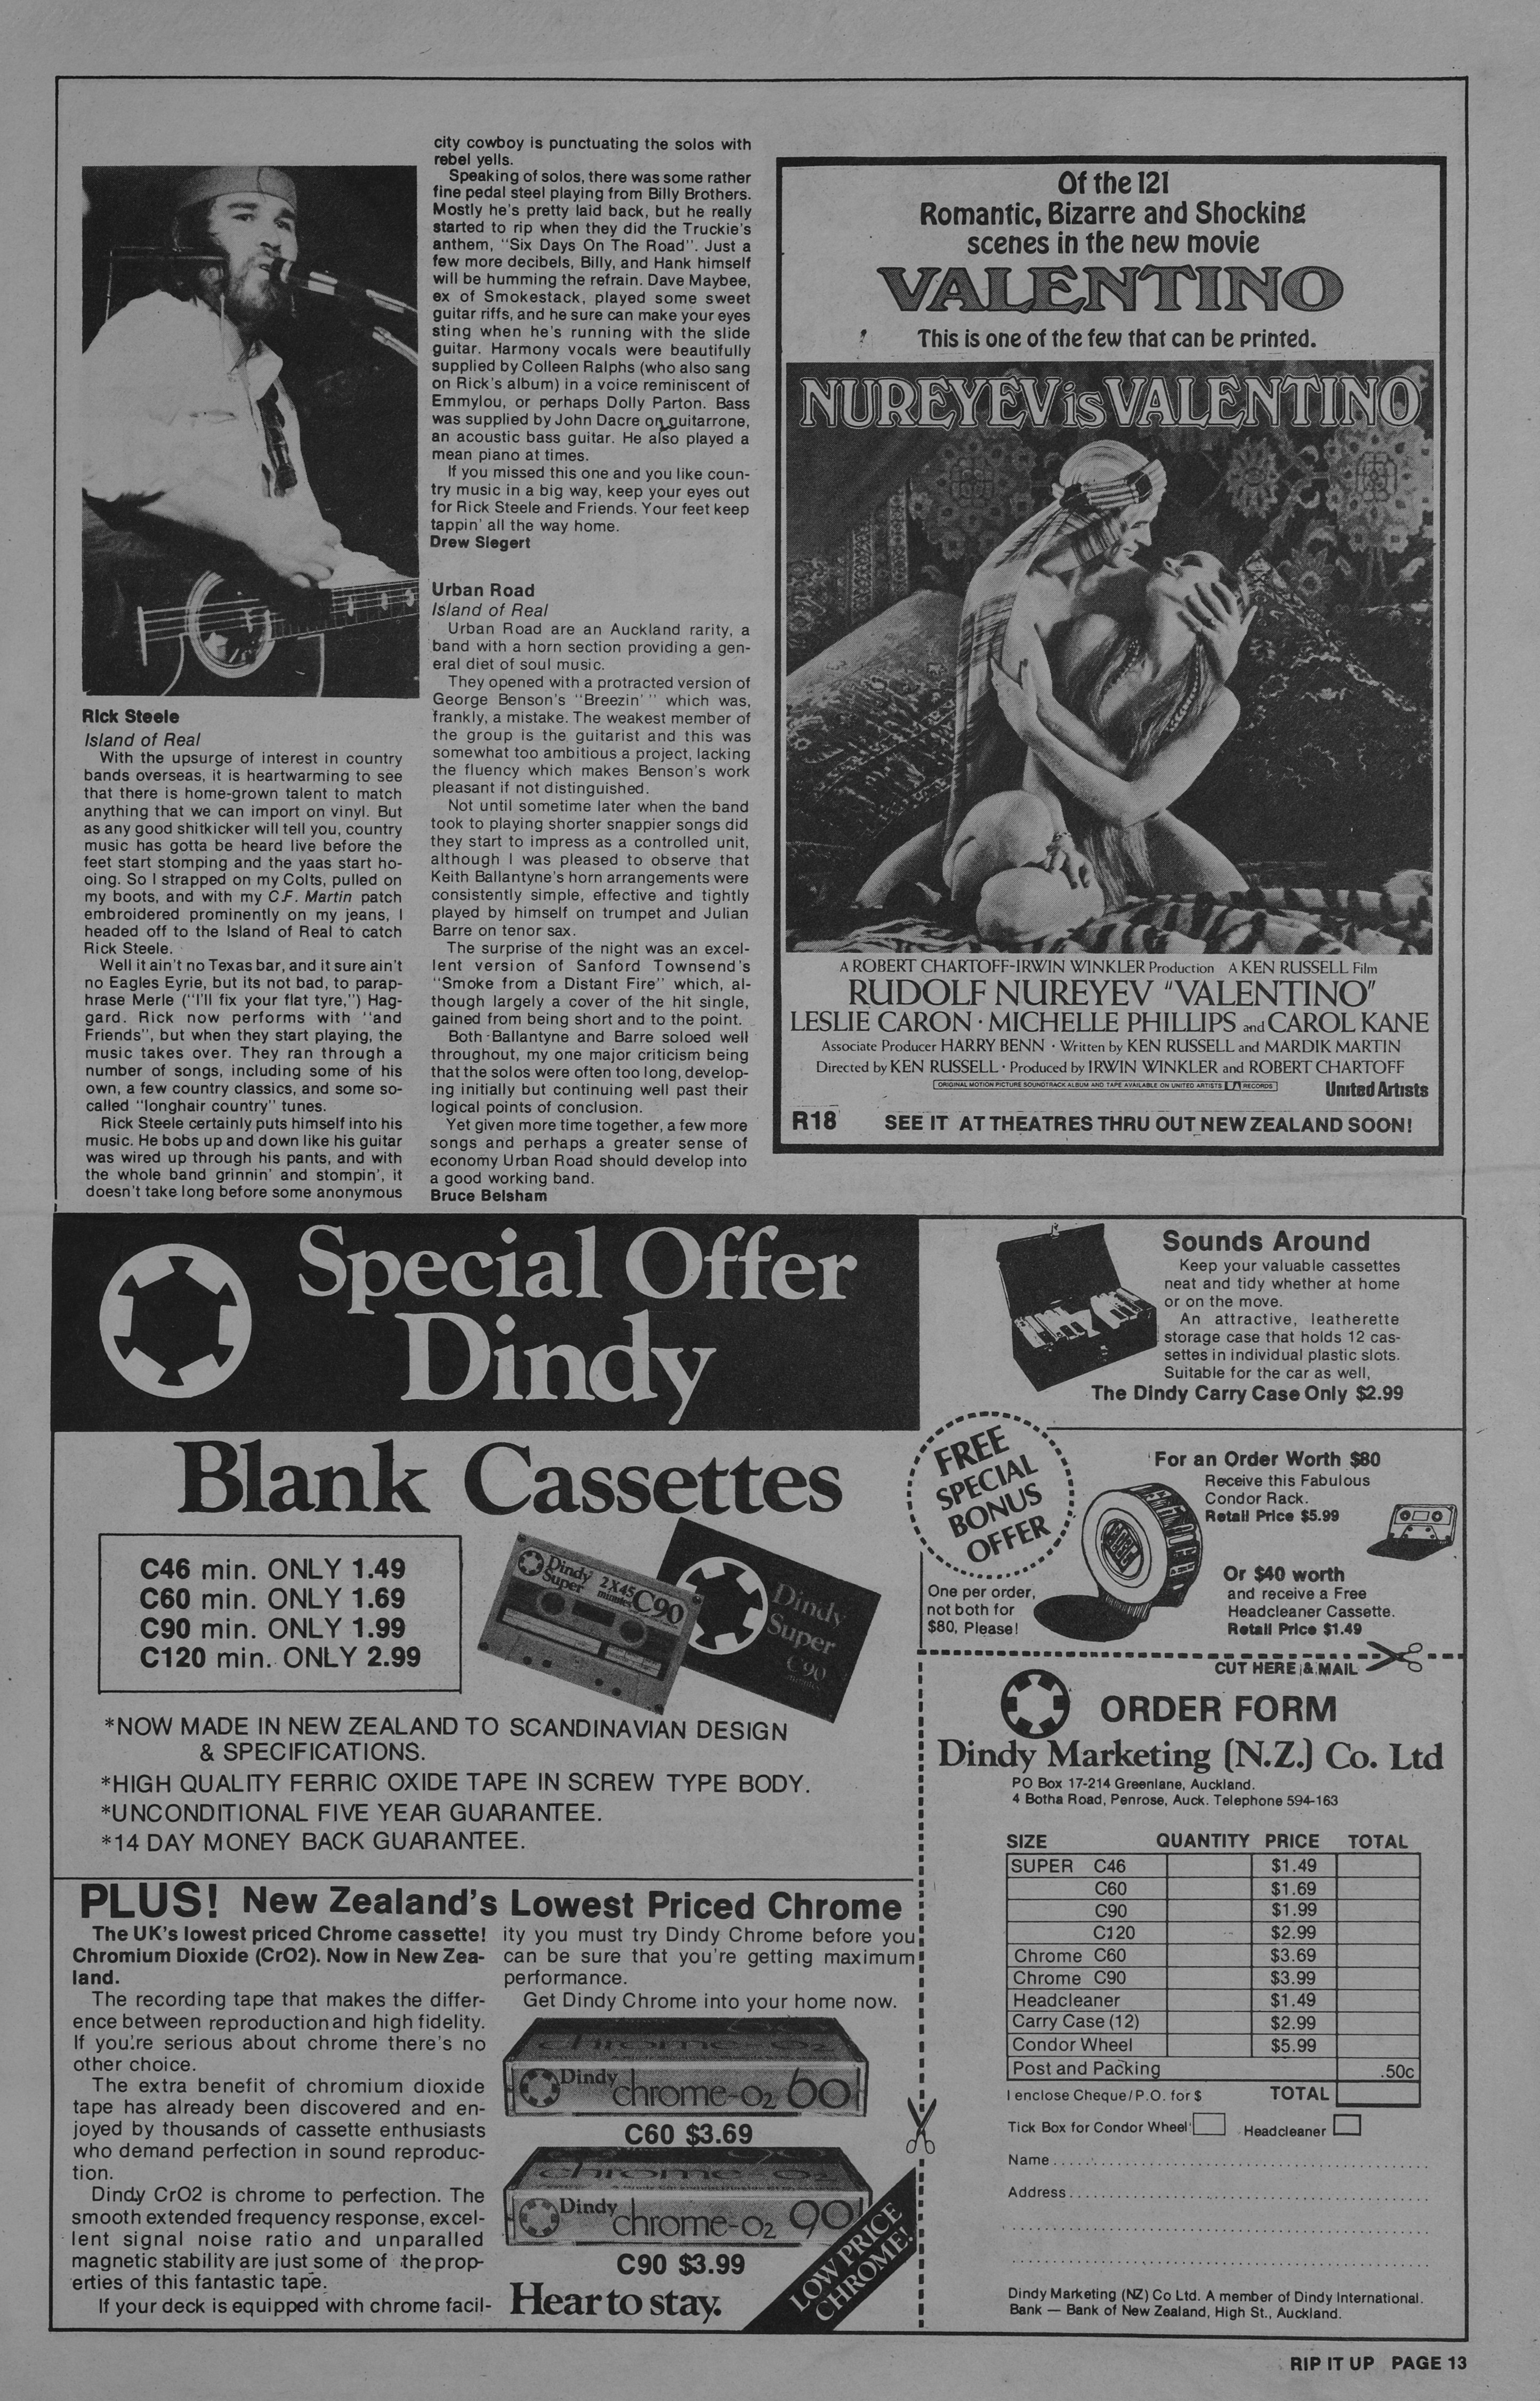 Rick Steele
Island of Real
With the upsurge of interest in country
bands overseas, it is heartwarming to see
that there is home-grown talent to match
anything that we can import on vinyl. But
as any good shitkicker will tell you, country
music has gotta be heard live before the
feet start stomping and the yaas start ho-
oing. So I strapped on my Colts, pulled on
my boots, and with my C.F. Martin patch
embroidered prominently on my jeans, I
headed off to the Island of Real to catch
Rick Steele.
Well it ain't no Texas bar, and it sure ain't
no Eagles Eyrie, but its not bad, to parap-
hrase Merle ("I'll fix your flat tyre,") Hag-
gard. Rick now performs with "and
Friends", but when they start playing, the
music takes over. They ran through a
number of songs, including some of his
own, a few country classics, and some so-
called "longhair country" tunes.
Rick Steele certainly puts himself into his
music. He bobs up and down like his guitar
was wired up through his pants, and with
the whole band grinnin' and stompin', it
doesn't take long before some anonymous
city cowboy is punctuating the solos with
rebel yells.
Speaking of solos, there was some rather
fine pedal steel playing from Billy Brothers.
Mostly he's pretty laid back, but he really
started to rip when they did the Truckie's
anthem, "Six Days On The Road". Just a
few more decibels, Billy, and Hank himself
will be humming the refrain. Dave Maybee,
ex of Smokestack, played some sweet
guitar riffs, and he sure can make your eyes
sting when he's running with the slide
guitar. Harmony vocals were beautifully
supplied by Colleen Ralphs (who also sang
on Rick's album) in a voice reminiscent of
Emmylou, or perhaps Dolly Parton. Bass
was supplied by John Dacre on guitarrone,
an acoustic bass guitar. He also played a
mean piano at times.
If you missed this one and you like coun-
try music in a big way, keep your eyes out
for Rick Steele and Friends. Your feet keep
tappin' all the way home.
Drew Siegert
Urban Road
Island of Real
Urban Road are an Auckland rarity, a
band with a horn section providing a gen-
eral diet of soul music.
They opened with a protracted version of
George Benson's "Breezin' " which was,
frankly, a mistake. The weakest member of
the group is the guitarist and this was
somewhat too ambitious a project, lacking
the fluency which makes Benson's work
pleasant if not distinguished.
Not until sometime later when the band
took to playing shorter snappier songs did
they start to impress as a controlled unit,
although I was pleased to observe that
Keith Ballantyne's horn arrangements were
consistently simple, effective and tightly
played by himself on trumpet and Julian
Barre on tenor sax.
The surprise of the night was an excel-
lent version of Sanford Townsend's
"Smoke from a Distant Fire" which, al-
though largely a cover of the hit single,
gained from being short and to the point.
Both Ballantyne and Barre soloed well
throughout, my one major criticism being
that the solos were often too long, develop-
ing initially but continuing well past their
logical points of conclusion.
Yet given more time together, a few more
songs and perhaps a greater sense of
economy Urban Road should develop into
a good working band.
Bruce Belsham
Of the 121
Romantic, Bizarre and Shocking
scenes in the new movie
VALENTINO
This is one of the few that can be printed.
NUREYEV is VALENTINO
A ROBERT CHARTOFF-IRWIN WINKLER Production A KEN RUSSELL Film
RUDOLF NUREYEV "VALENTINO"
LESLIE CARON · MICHELLE PHILLIPS and CAROL KANE
Associate Producer HARRY BENN · Written by KEN RUSSELL and MARDIK MARTIN
Directed by KEN RUSSELL · Produced by IRWIN WINKLER and ROBERT CHARTOFF
ORIGINAL MOTION PICTURE SOUNDTRACK ALBUM AND TAPE AVAILABLE ON UNITED ARTISTS UA RECORDS
United Artists
R18 SEE IT AT THEATRES THRU OUT NEW ZEALAND SOON!
Special Offer
Dindy
Blank Cassettes
C46 min. ONLY 1.49
C60 min. ONLY 1.69
C90 min. ONLY 1.99
C120 min. ONLY 2.99
Dindy Super 2X45 minutes C90
Dindy
Super
C90
minutes
*NOW MADE IN NEW ZEALAND TO SCANDINAVIAN DESIGN
& SPECIFICATIONS.
*HIGH QUALITY FERRIC OXIDE TAPE IN SCREW TYPE BODY.
*UNCONDITIONAL FIVE YEAR GUARANTEE.
*14 DAY MONEY BACK GUARANTEE.
PLUS! New Zealand's Lowest Priced Chrome
The UK's lowest priced Chrome cassette!
Chromium Dioxide (CrO2). Now in New Zea-
land.
The recording tape that makes the differ-
ence between reproduction and high fidelity.
If you're serious about chrome there's no
other choice.
The extra benefit of chromium dioxide
tape has already been discovered and en-
joyed by thousands of cassette enthusiasts
who demand perfection in sound reproduc-
tion.
Dindy CrO2 is chrome to perfection. The
smooth extended frequency response, excel-
lent signal noise ratio and unparalled
magnetic stability are just some of the prop-
erties of this fantastic tape.
If your deck is equipped with chrome facil-
ity you must try Dindy Chrome before you
can be sure that you're getting maximum
performance.
Get Dindy Chrome into your home now.
chrome-O2
Dindy chrome-O2 60
C60 $3.69
chrome-O2
Dindy chrome-O2 90
C90 $3.99
Hear to stay.
LOW PRICE
CHROME!
Sounds Around
Keep your valuable cassettes
neat and tidy whether at home
or on the move.
An attractive, leatherette
storage case that holds 12 cas-
settes in individual plastic slots.
Suitable for the car as well,
The Dindy Carry Case Only $2.99
FREE
SPECIAL
BONUS
OFFER
One per order,
not both for
$80, Please!
For an Order Worth $80
Receive this Fabulous
Condor Rack.
Retail Price $5.99
Or $40 worth
and receive a Free
Headcleaner Cassette.
Retail Price $1.49
CUT HERE & MAIL
ORDER FORM
Dindy Marketing (N.Z.) Co. Ltd
PO Box 17-214 Greenlane, Auckland.
4 Botha Road, Penrose, Auck. Telephone 594-163
SIZE QUANTITY PRICE TOTAL
SUPER C46 $1.49
C60 $1.69
C90 $1.99
C120 $2.99
Chrome C60 $3.69
Chrome C90 $3.99
Headcleaner $1.49
Carry Case (12) $2.99
Condor Wheel $5.99
Post and Packing .50c
I enclose Cheque/P.O. for $ TOTAL
Tick Box for Condor Wheel Headcleaner
Name
Address
Dindy Marketing (NZ) Co Ltd. A member of Dindy International.
Bank — Bank of New Zealand, High St., Auckland.
RIP IT UP PAGE 13